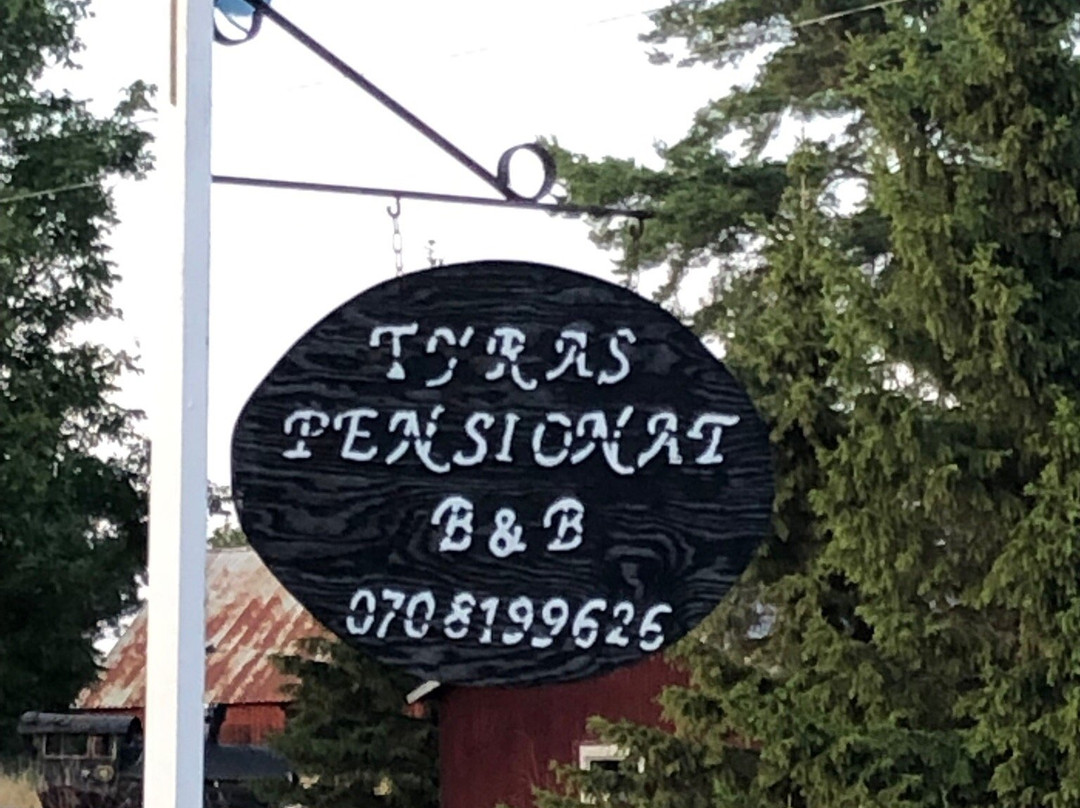 TYRAS
PENSIONAT
B & B
070 8199626